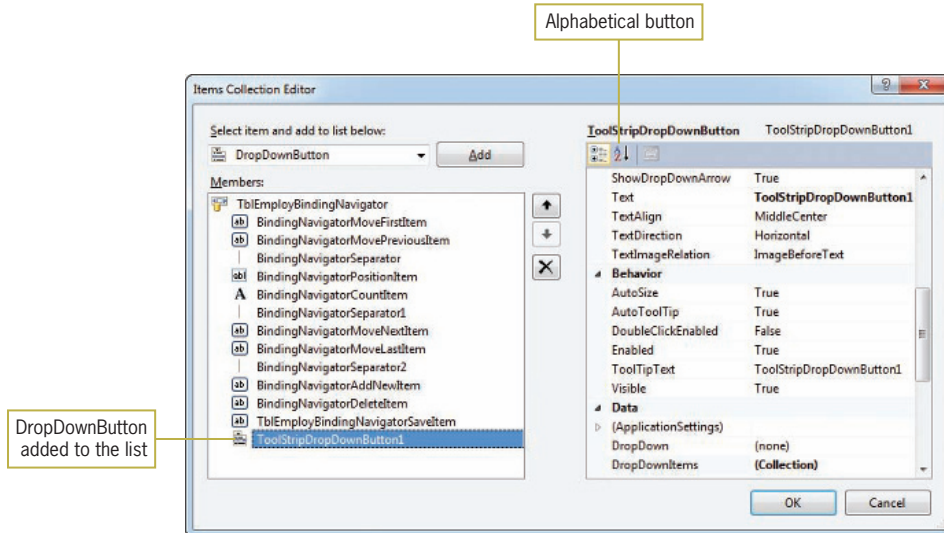 Alphabetical button
Items Collection Editor
Select item and add to list below:
DropDownButton
Add
Members:
TblEmployBindingNavigator
BindingNavigatorMoveFirstItem
BindingNavigatorMovePreviousItem
BindingNavigatorSeparator
BindingNavigatorPositionItem
A BindingNavigatorCountItem
BindingNavigatorSeparator1
BindingNavigatorMoveNextItem
BindingNavigatorMoveLastItem
BindingNavigatorSeparator2
BindingNavigatorAddNewItem
BindingNavigatorDeleteItem
TblEmployBindingNavigatorSaveItem
ToolStripDropDownButton1
DropDownButton
added to the list
ToolStripDropDownButton ToolStripDropDownButton1
ShowDropDownArrow True
Text ToolStripDropDownButton1
TextAlign MiddleCenter
TextDirection Horizontal
TextImageRelation ImageBeforeText
Behavior
AutoSize True
AutoToolTip True
DoubleClickEnabled False
Enabled True
ToolTipText ToolStripDropDownButton1
Visible True
Data
(ApplicationSettings)
DropDown (none)
DropDownItems (Collection)
OK Cancel